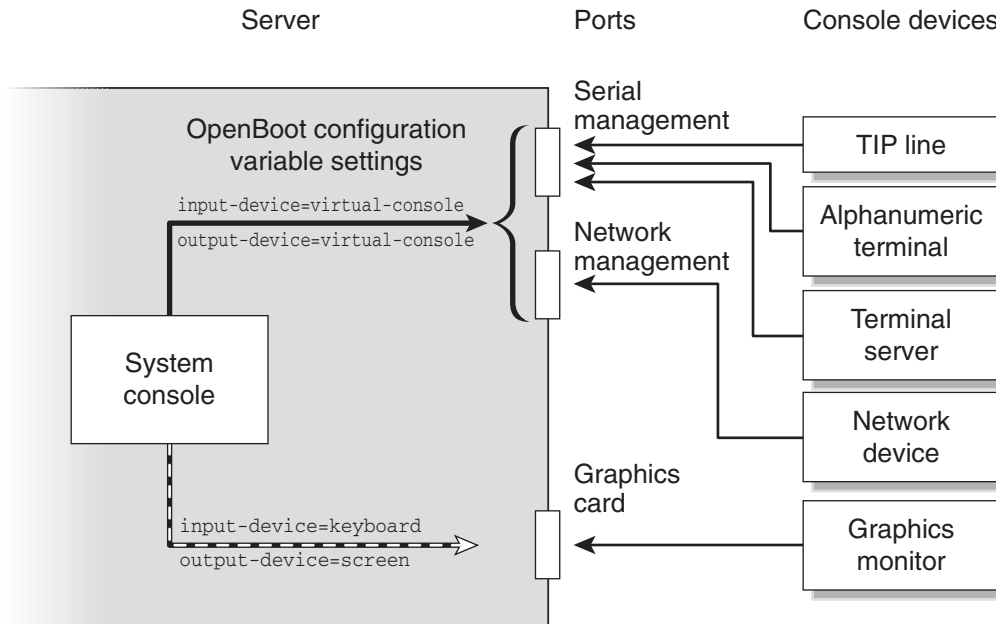 Server
Ports
Console devices
OpenBoot configuration
variable settings
input-device=virtual-console
output-device=virtual-console
System
console
input-device=keyboard
output-device=screen
Serial
management
Network
management
Graphics
card
TIP line
Alphanumeric
terminal
Terminal
server
Network
device
Graphics
monitor